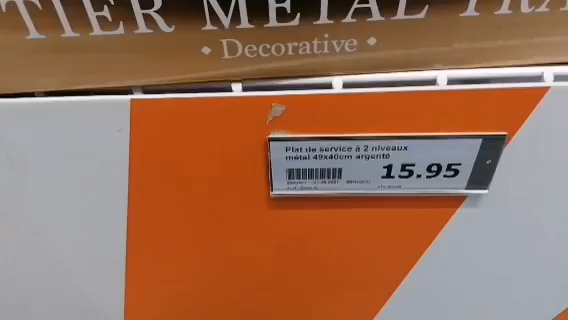 TIER METAL TRA
Decorative
Plat de service à 2 niveaux
métal 49x40cm argenté
15.95